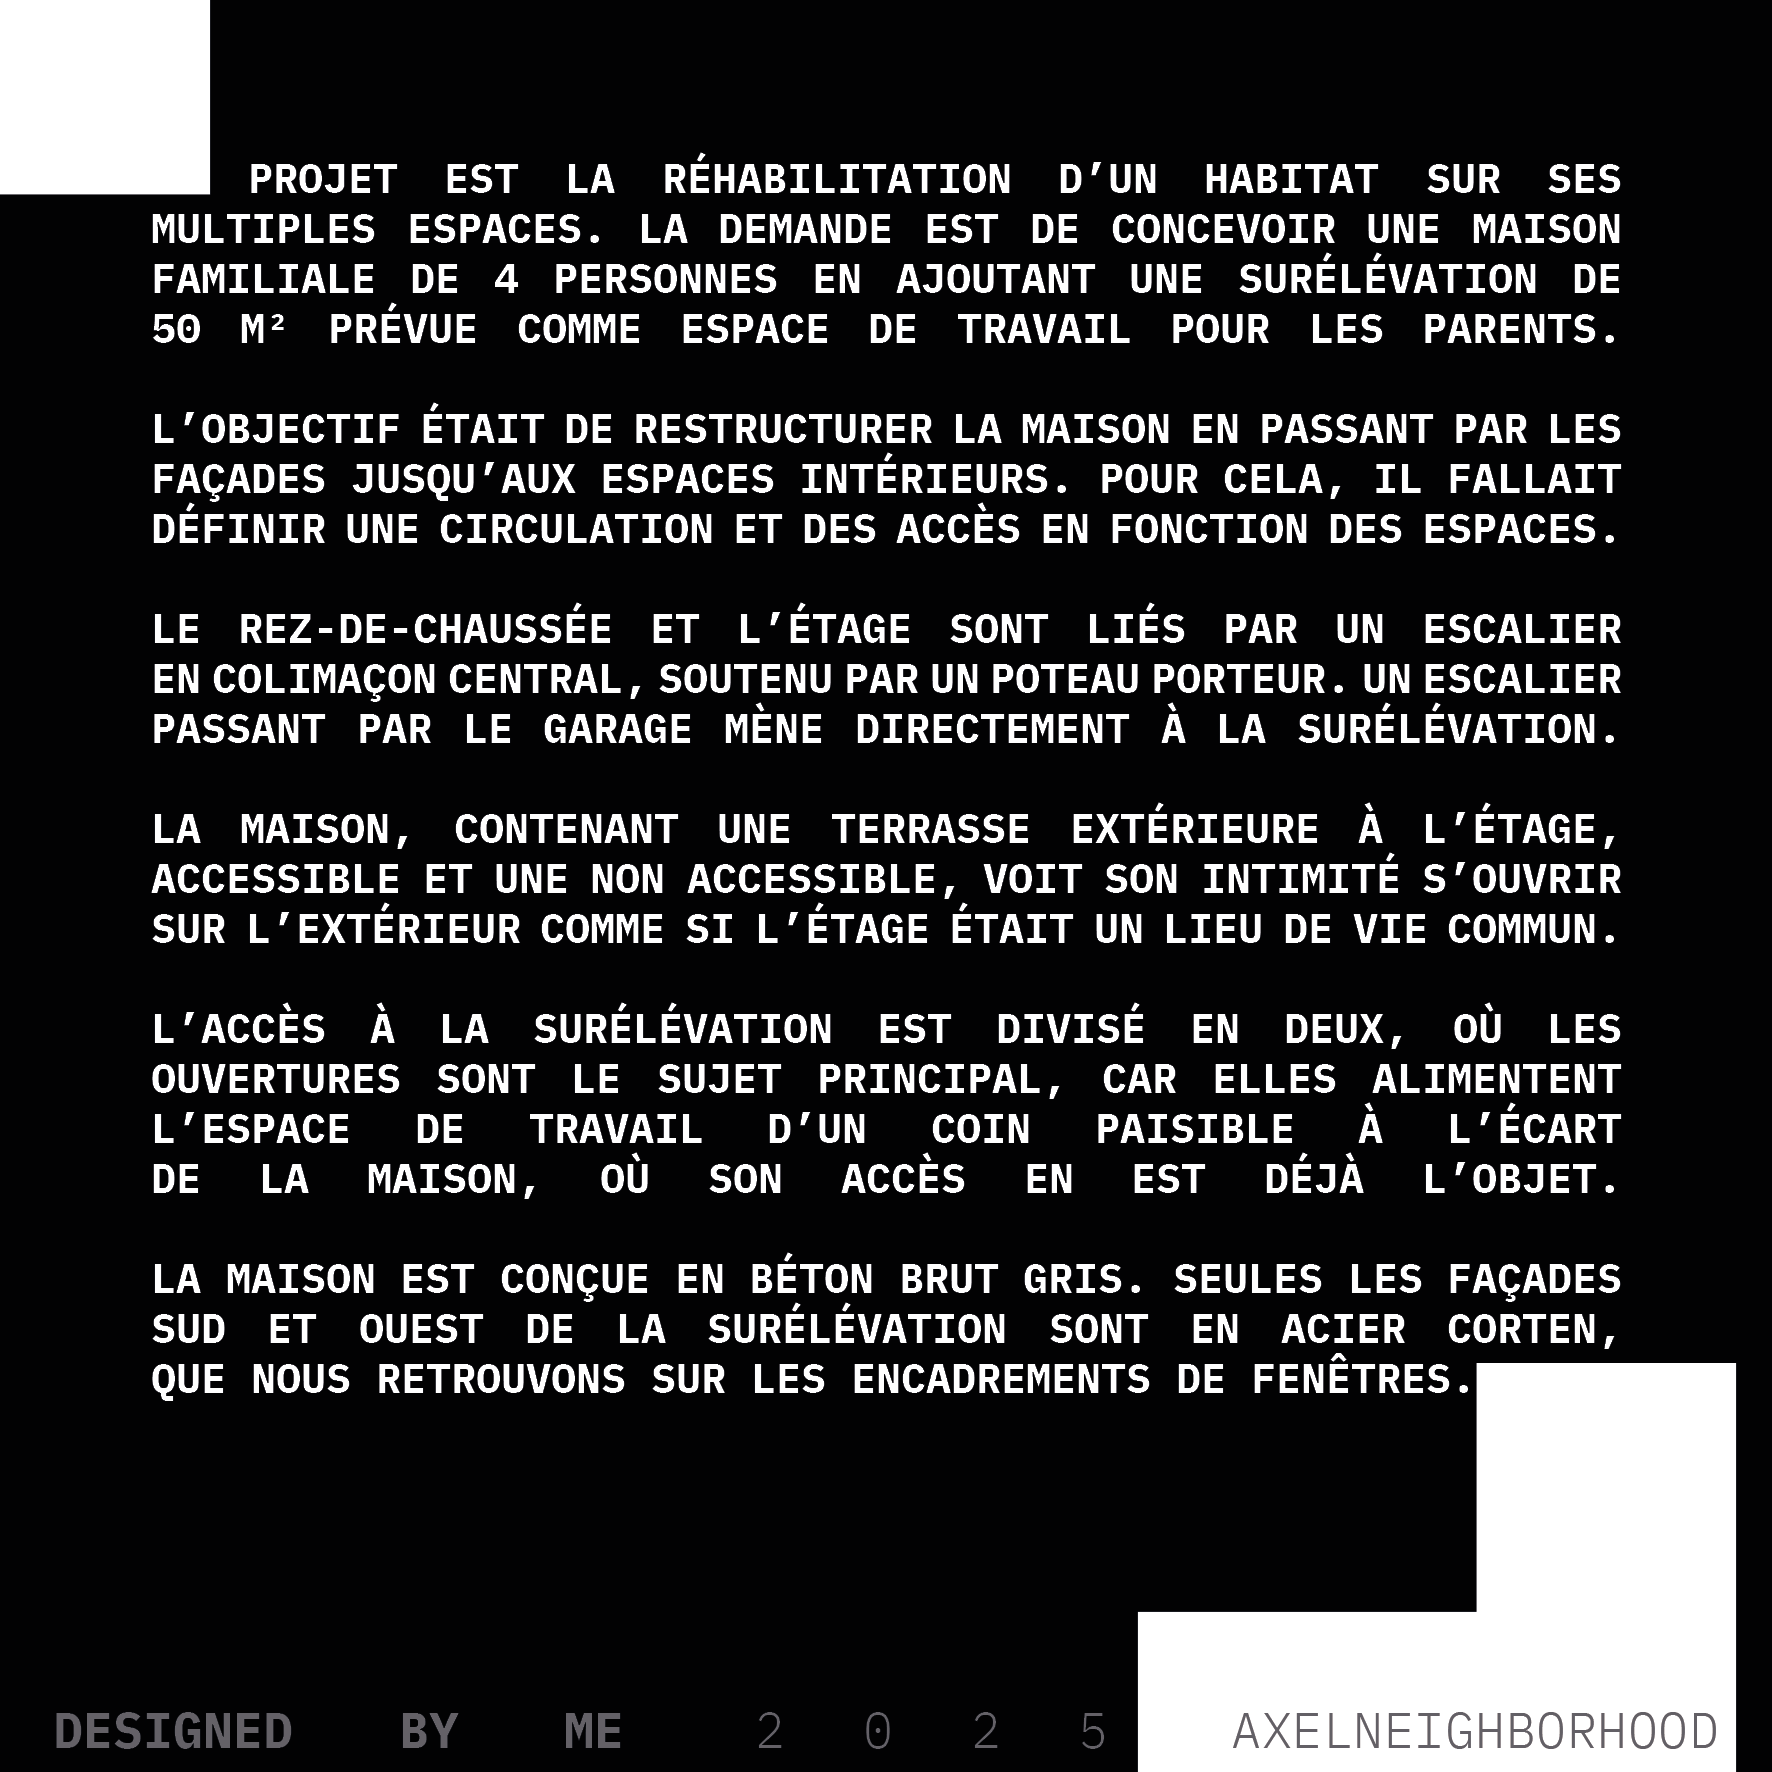 PROJET EST LA RÉHABILITATION D’UN HABITAT SUR SES
MULTIPLES ESPACES. LA DEMANDE EST DE CONCEVOIR UNE MAISON
FAMILIALE DE 4 PERSONNES EN AJOUTANT UNE SURÉLÉVATION DE
50 M² PRÉVUE COMME ESPACE DE TRAVAIL POUR LES PARENTS.
L’OBJECTIF ÉTAIT DE RESTRUCTURER LA MAISON EN PASSANT PAR LES
FAÇADES JUSQU’AUX ESPACES INTÉRIEURS. POUR CELA, IL FALLAIT
DÉFINIR UNE CIRCULATION ET DES ACCÈS EN FONCTION DES ESPACES.
LE REZ-DE-CHAUSSÉE ET L’ÉTAGE SONT LIÉS PAR UN ESCALIER
EN COLIMAÇON CENTRAL, SOUTENU PAR UN POTEAU PORTEUR. UN ESCALIER
PASSANT PAR LE GARAGE MÈNE DIRECTEMENT À LA SURÉLÉVATION.
LA MAISON, CONTENANT UNE TERRASSE EXTÉRIEURE À L’ÉTAGE,
ACCESSIBLE ET UNE NON ACCESSIBLE, VOIT SON INTIMITÉ S’OUVRIR
SUR L’EXTÉRIEUR COMME SI L’ÉTAGE ÉTAIT UN LIEU DE VIE COMMUN.
L’ACCÈS À LA SURÉLÉVATION EST DIVISÉ EN DEUX, OÙ LES
OUVERTURES SONT LE SUJET PRINCIPAL, CAR ELLES ALIMENTENT
L’ESPACE DE TRAVAIL D’UN COIN PAISIBLE À L’ÉCART
DE LA MAISON, OÙ SON ACCÈS EN EST DÉJÀ L’OBJET.
LA MAISON EST CONÇUE EN BÉTON BRUT GRIS. SEULES LES FAÇADES
SUD ET OUEST DE LA SURÉLÉVATION SONT EN ACIER CORTEN,
QUE NOUS RETROUVONS SUR LES ENCADREMENTS DE FENÊTRES.
DESIGNED BY ME 2 0 2 5 AXELNEIGHBORHOOD